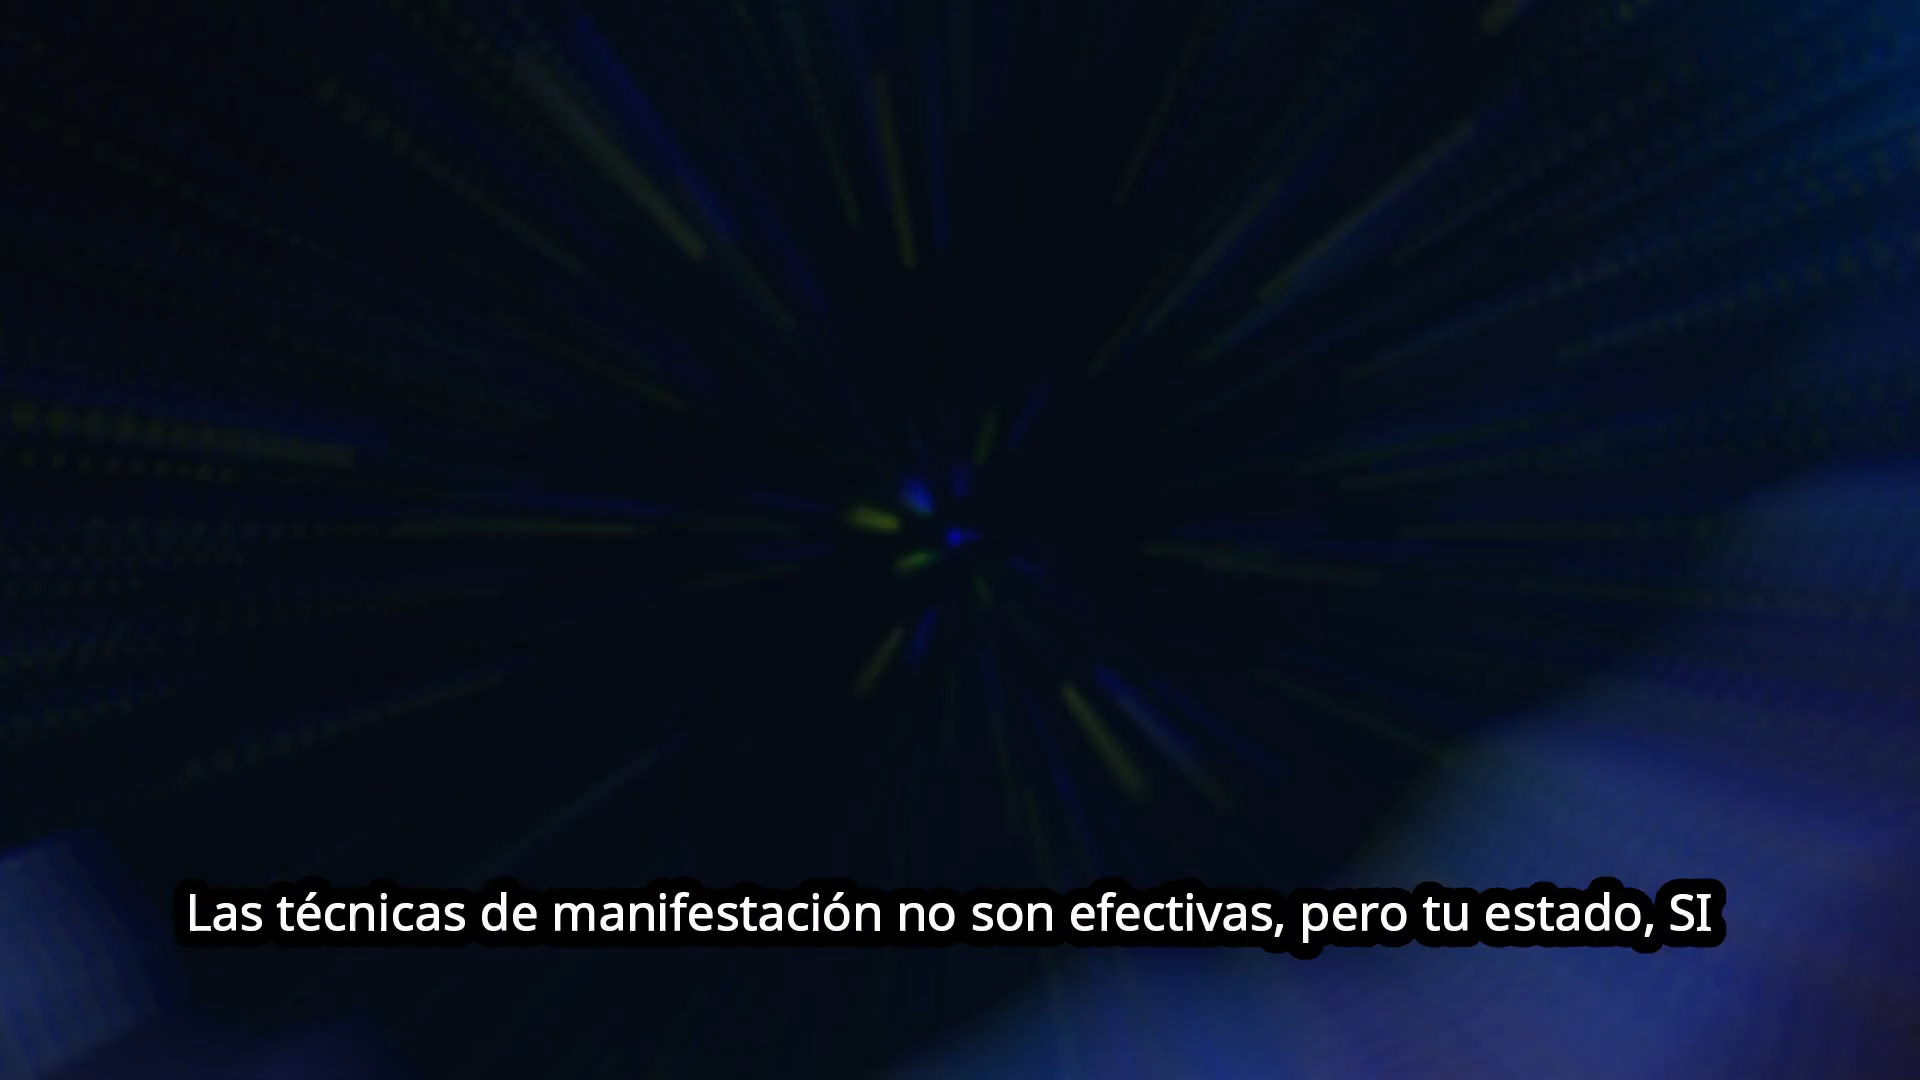 Las técnicas de manifestación no son efectivas, pero tu estado, SI